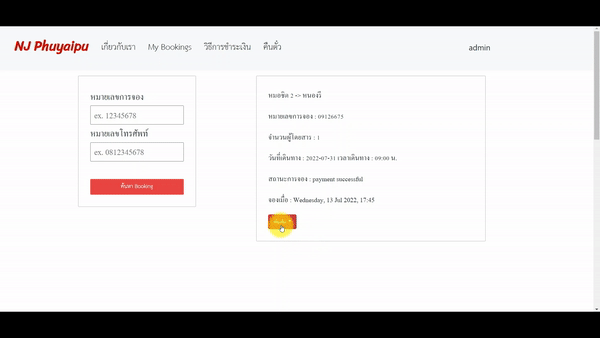 NJ Phuyaipu
เกี่ยวกับเรา
My Bookings
วิธีการชำระเงิน
คืนตั๋ว
admin
หมายเลขการจอง
ex. 12345678
หมายเลขโทรศัพท์
ex. 0812345678
ค้นหา Booking
หมอชิต 2 -> หนองรี
หมายเลขการจอง : 09126675
จำนวนผู้โดยสาร : 1
วันที่เดินทาง : 2022-07-31 เวลาเดินทาง : 09:00 น.
สถานะการจอง : payment successful
จองเมื่อ : Wednesday, 13 Jul 2022, 17:45